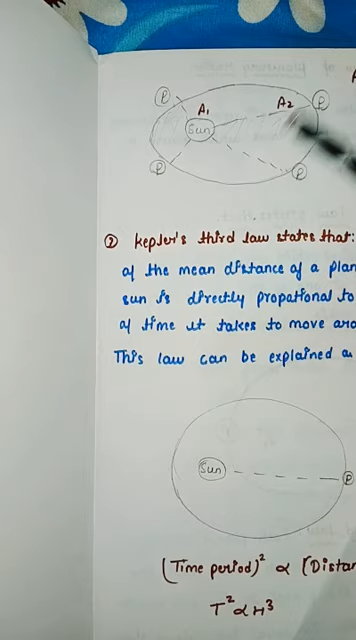 P
A1
A2
P
Sun
P
P
③ Kepler's third law states that:
of the mean distance of a plan
sun is directly propational to
of time it takes to move aro
This law can be explained a
Sun
P
(Time period)² ∝ (Distan
T² ∝ H³